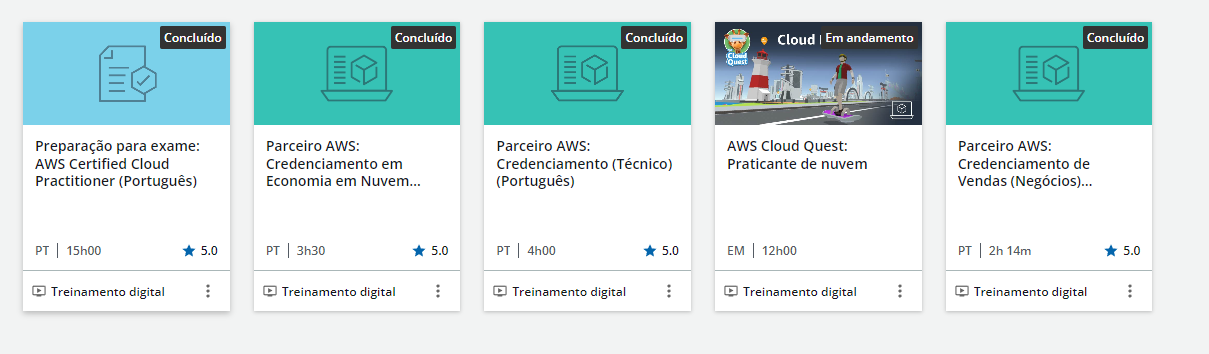 Concluído
Preparação para exame:
AWS Certified Cloud
Practitioner (Português)
PT | 15h00
5.0
Treinamento digital
Concluído
Parceiro AWS:
Credenciamento em
Economia em Nuvem...
PT | 3h30
5.0
Treinamento digital
Concluído
Parceiro AWS:
Credenciamento (Técnico)
(Português)
PT | 4h00
5.0
Treinamento digital
Cloud Quest
Cloud |
Em andamento
AWS Cloud Quest:
Praticante de nuvem
EM | 12h00
Treinamento digital
Concluído
Parceiro AWS:
Credenciamento de
Vendas (Negócios)...
PT | 2h 14m
5.0
Treinamento digital